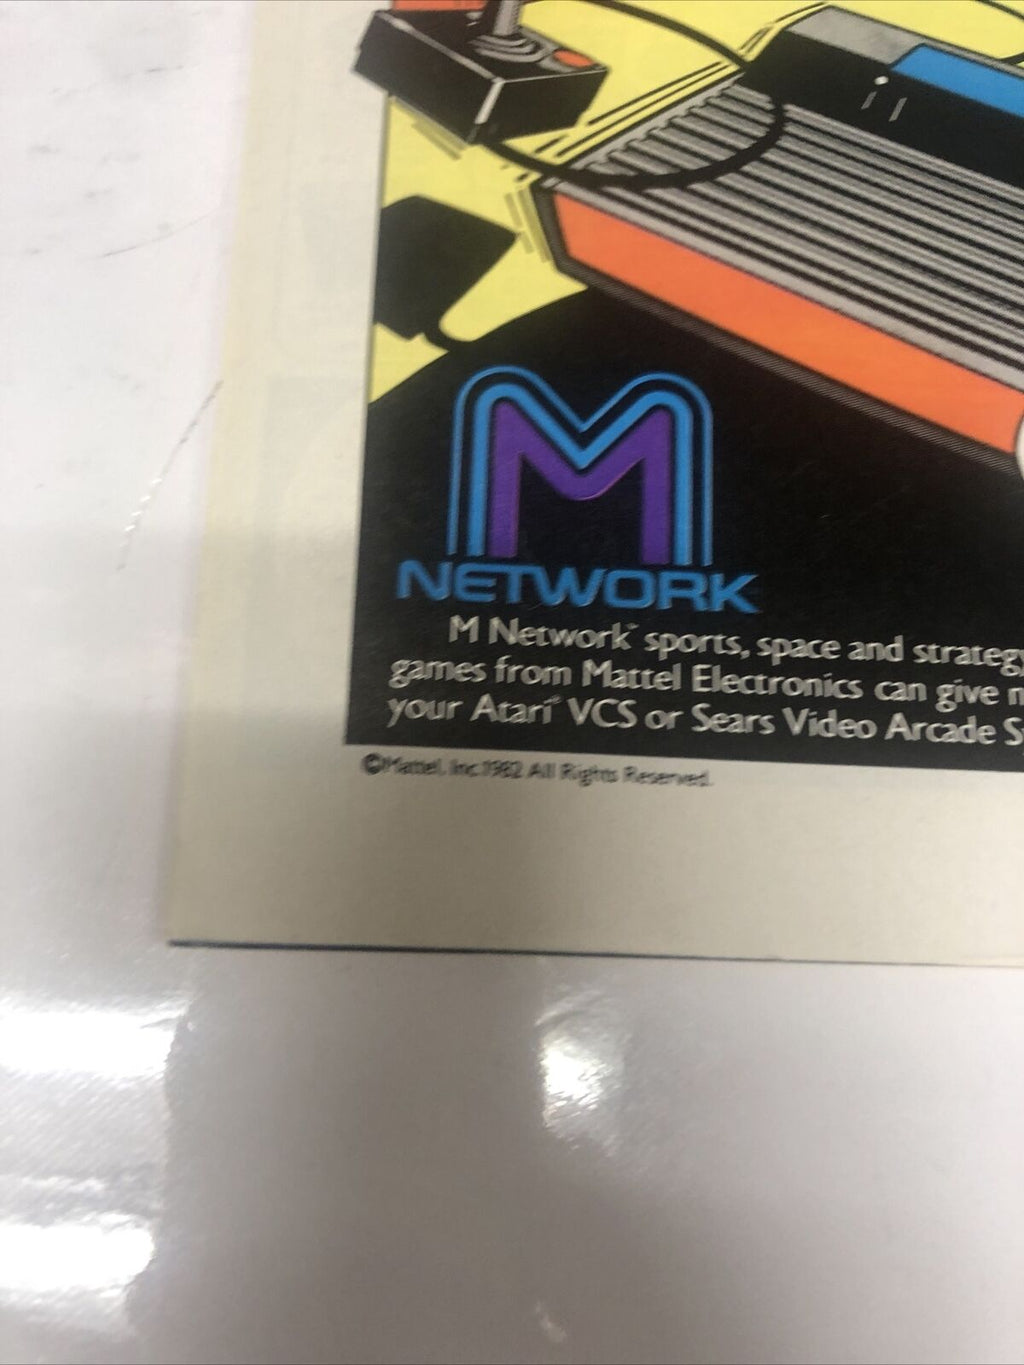 M
NETWORK
M Network™ sports, space and strategy
games from Mattel Electronics can give
your Atari® VCS or Sears Video Arcade
©Mattel, Inc. 1982 All Rights Reserved.